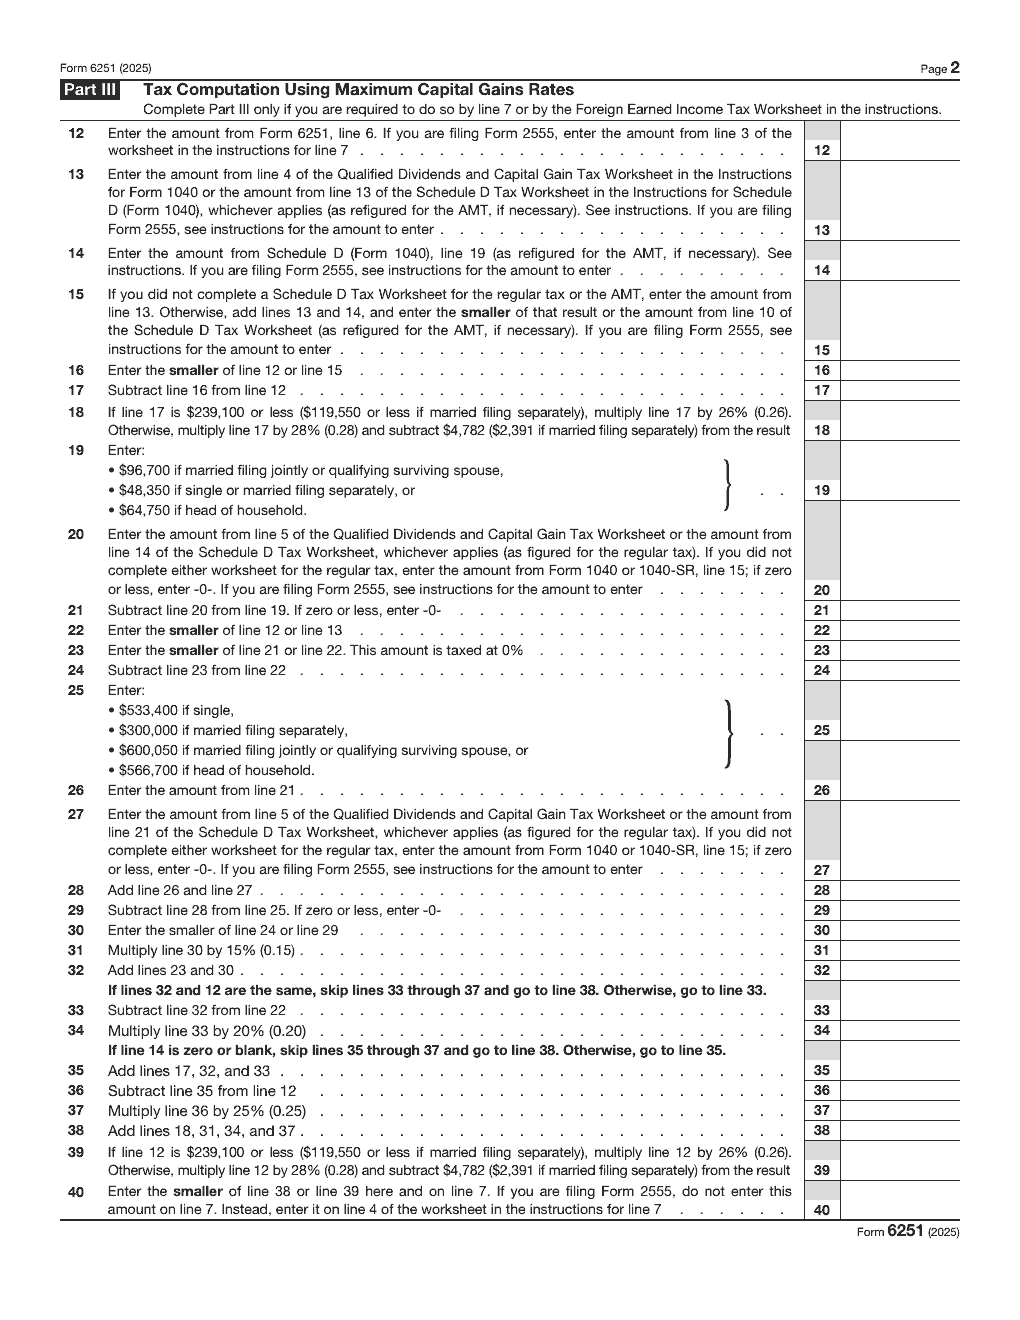 Form 6251 (2025) Page 2
Part III Tax Computation Using Maximum Capital Gains Rates
Complete Part III only if you are required to do so by line 7 or by the Foreign Earned Income Tax Worksheet in the instructions.
12 Enter the amount from Form 6251, line 6. If you are filing Form 2555, enter the amount from line 3 of the
worksheet in the instructions for line 7 . . . . . . . . . . . . . . . . . . . . . . 12
13 Enter the amount from line 4 of the Qualified Dividends and Capital Gain Tax Worksheet in the Instructions
for Form 1040 or the amount from line 13 of the Schedule D Tax Worksheet in the Instructions for Schedule
D (Form 1040), whichever applies (as refigured for the AMT, if necessary). See instructions. If you are filing
Form 2555, see instructions for the amount to enter . . . . . . . . . . . . . . . . . . 13
14 Enter the amount from Schedule D (Form 1040), line 19 (as refigured for the AMT, if necessary). See
instructions. If you are filing Form 2555, see instructions for the amount to enter . . . . . . . . . 14
15 If you did not complete a Schedule D Tax Worksheet for the regular tax or the AMT, enter the amount from
line 13. Otherwise, add lines 13 and 14, and enter the smaller of that result or the amount from line 10 of
the Schedule D Tax Worksheet (as refigured for the AMT, if necessary). If you are filing Form 2555, see
instructions for the amount to enter . . . . . . . . . . . . . . . . . . . . . . . 15
16 Enter the smaller of line 12 or line 15 . . . . . . . . . . . . . . . . . . . . . . 16
17 Subtract line 16 from line 12 . . . . . . . . . . . . . . . . . . . . . . . . . 17
18 If line 17 is $239,100 or less ($119,550 or less if married filing separately), multiply line 17 by 26% (0.26).
Otherwise, multiply line 17 by 28% (0.28) and subtract $4,782 ($2,391 if married filing separately) from the result 18
19 Enter:
• $96,700 if married filing jointly or qualifying surviving spouse,
• $48,350 if single or married filing separately, or } . . 19
• $64,750 if head of household.
20 Enter the amount from line 5 of the Qualified Dividends and Capital Gain Tax Worksheet or the amount from
line 14 of the Schedule D Tax Worksheet, whichever applies (as figured for the regular tax). If you did not
complete either worksheet for the regular tax, enter the amount from Form 1040 or 1040-SR, line 15; if zero
or less, enter -0-. If you are filing Form 2555, see instructions for the amount to enter . . . . . . . 20
21 Subtract line 20 from line 19. If zero or less, enter -0- . . . . . . . . . . . . . . . . . 21
22 Enter the smaller of line 12 or line 13 . . . . . . . . . . . . . . . . . . . . . . 22
23 Enter the smaller of line 21 or line 22. This amount is taxed at 0% . . . . . . . . . . . . . 23
24 Subtract line 23 from line 22 . . . . . . . . . . . . . . . . . . . . . . . . . 24
25 Enter:
• $533,400 if single,
• $300,000 if married filing separately, } . . 25
• $600,050 if married filing jointly or qualifying surviving spouse, or
• $566,700 if head of household.
26 Enter the amount from line 21 . . . . . . . . . . . . . . . . . . . . . . . . . 26
27 Enter the amount from line 5 of the Qualified Dividends and Capital Gain Tax Worksheet or the amount from
line 21 of the Schedule D Tax Worksheet, whichever applies (as figured for the regular tax). If you did not
complete either worksheet for the regular tax, enter the amount from Form 1040 or 1040-SR, line 15; if zero
or less, enter -0-. If you are filing Form 2555, see instructions for the amount to enter . . . . . . . 27
28 Add line 26 and line 27 . . . . . . . . . . . . . . . . . . . . . . . . . . . 28
29 Subtract line 28 from line 25. If zero or less, enter -0- . . . . . . . . . . . . . . . . . 29
30 Enter the smaller of line 24 or line 29 . . . . . . . . . . . . . . . . . . . . . . 30
31 Multiply line 30 by 15% (0.15) . . . . . . . . . . . . . . . . . . . . . . . . . 31
32 Add lines 23 and 30 . . . . . . . . . . . . . . . . . . . . . . . . . . . . 32
If lines 32 and 12 are the same, skip lines 33 through 37 and go to line 38. Otherwise, go to line 33.
33 Subtract line 32 from line 22 . . . . . . . . . . . . . . . . . . . . . . . . . 33
34 Multiply line 33 by 20% (0.20) . . . . . . . . . . . . . . . . . . . . . . . . 34
If line 14 is zero or blank, skip lines 35 through 37 and go to line 38. Otherwise, go to line 35.
35 Add lines 17, 32, and 33 . . . . . . . . . . . . . . . . . . . . . . . . . . 35
36 Subtract line 35 from line 12 . . . . . . . . . . . . . . . . . . . . . . . . 36
37 Multiply line 36 by 25% (0.25) . . . . . . . . . . . . . . . . . . . . . . . . 37
38 Add lines 18, 31, 34, and 37 . . . . . . . . . . . . . . . . . . . . . . . . . 38
39 If line 12 is $239,100 or less ($119,550 or less if married filing separately), multiply line 12 by 26% (0.26).
Otherwise, multiply line 12 by 28% (0.28) and subtract $4,782 ($2,391 if married filing separately) from the result 39
40 Enter the smaller of line 38 or line 39 here and on line 7. If you are filing Form 2555, do not enter this
amount on line 7. Instead, enter it on line 4 of the worksheet in the instructions for line 7 . . . . . . 40
Form 6251 (2025)